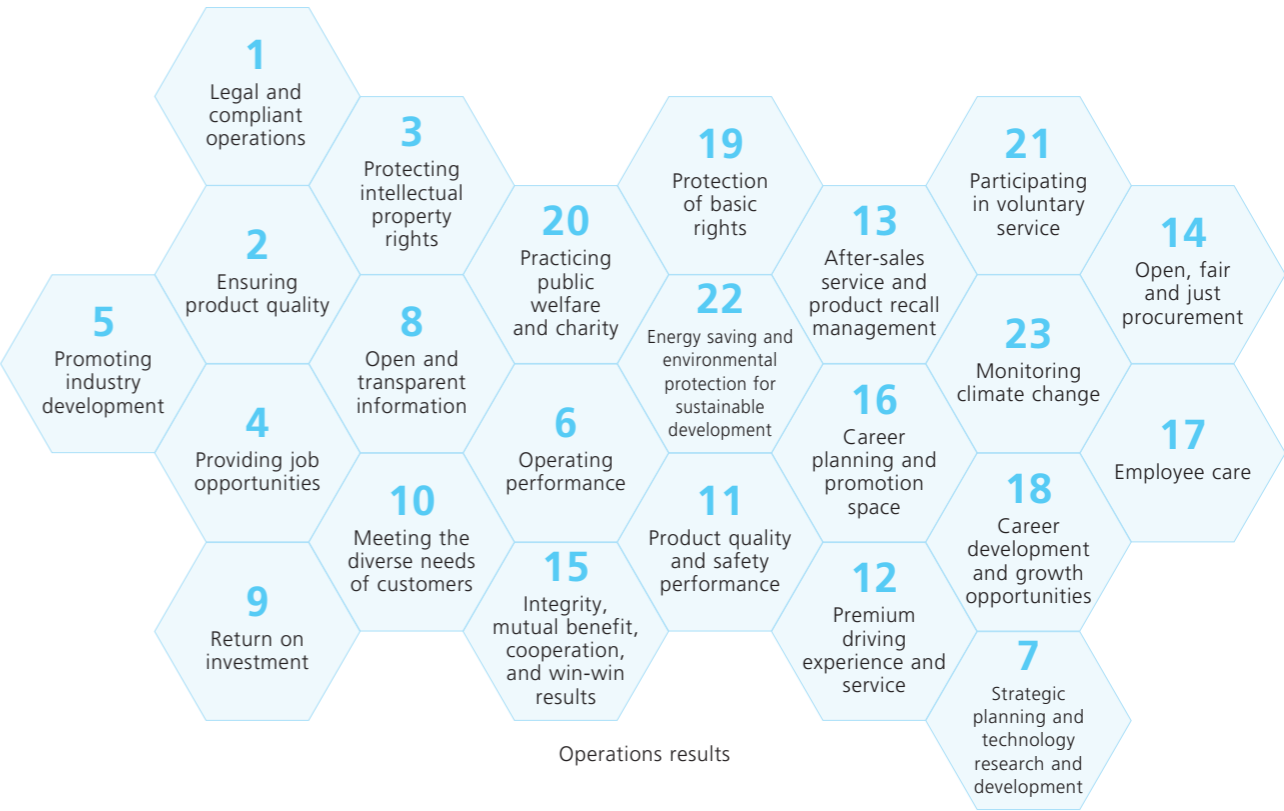 1
Legal and
compliant
operations
3
Protecting
intellectual
property
rights
19
Protection
of basic
rights
21
Participating
in voluntary
service
2
Ensuring
product quality
20
Practicing
public
welfare
and charity
13
After-sales
service and
product recall
management
14
Open, fair
and just
procurement
5
Promoting
industry
development
8
Open and
transparent
information
22
Energy saving and
environmental
protection for
sustainable
development
23
Monitoring
climate change
4
Providing job
opportunities
6
Operating
performance
16
Career
planning and
promotion
space
17
Employee care
10
Meeting the
diverse needs
of customers
11
Product quality
and safety
performance
18
Career
development
and growth
opportunities
9
Return on
investment
15
Integrity,
mutual benefit,
cooperation,
and win-win
results
12
Premium
driving
experience and
service
7
Strategic
planning and
technology
research and
development
Operations results